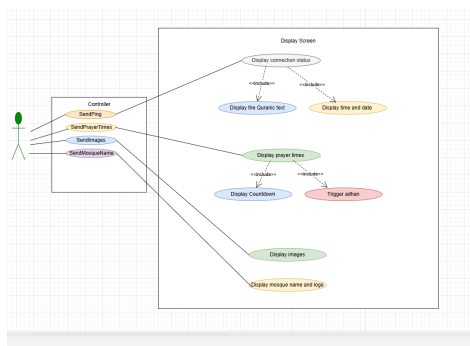 Display Screen
Display connection status
<<include>>
<<include>>
Display the Quranic text
Display time and date
Controller
SendPing
SendPrayerTimes
SendImages
SendMosqueName
Display prayer times
<<include>>
<<include>>
Display Countdown
Trigger adhan
Display images
Display mosque name and logo